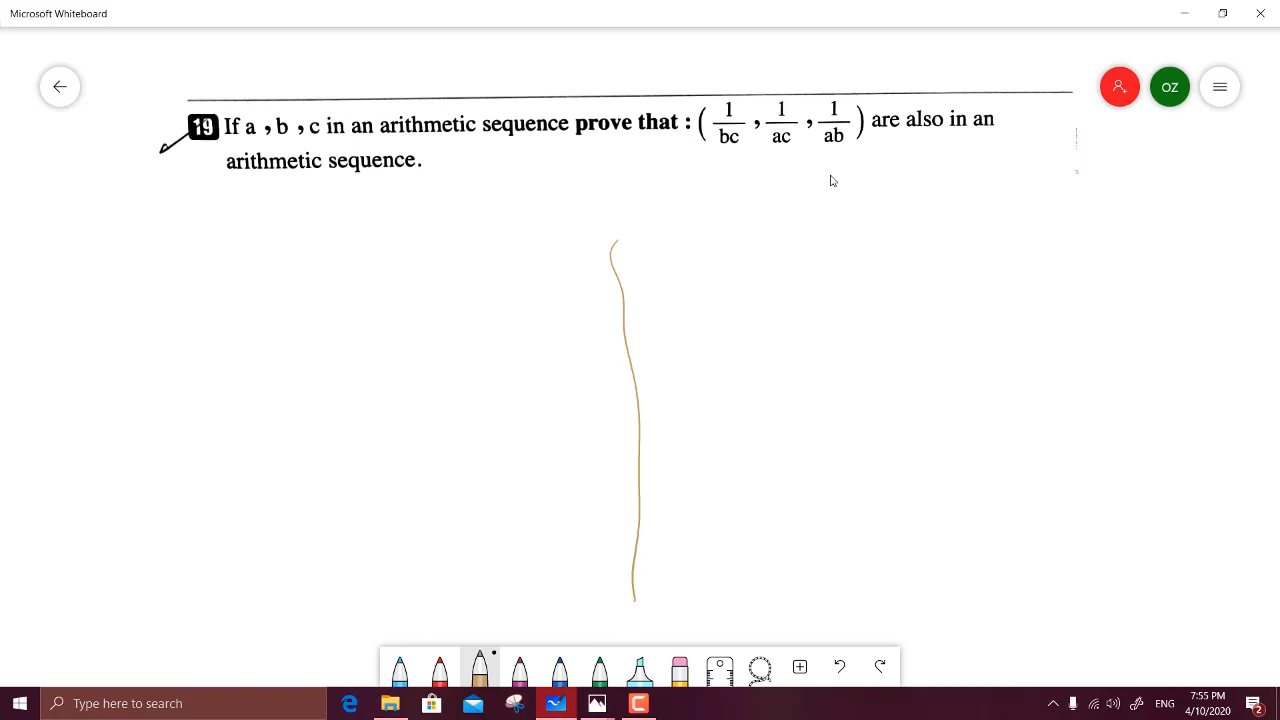 Microsoft Whiteboard
OZ
19 If a , b , c in an arithmetic sequence prove that : ( 1/bc , 1/ac , 1/ab ) are also in an
arithmetic sequence.
Type here to search
ENG
7:55 PM
4/10/2020
2